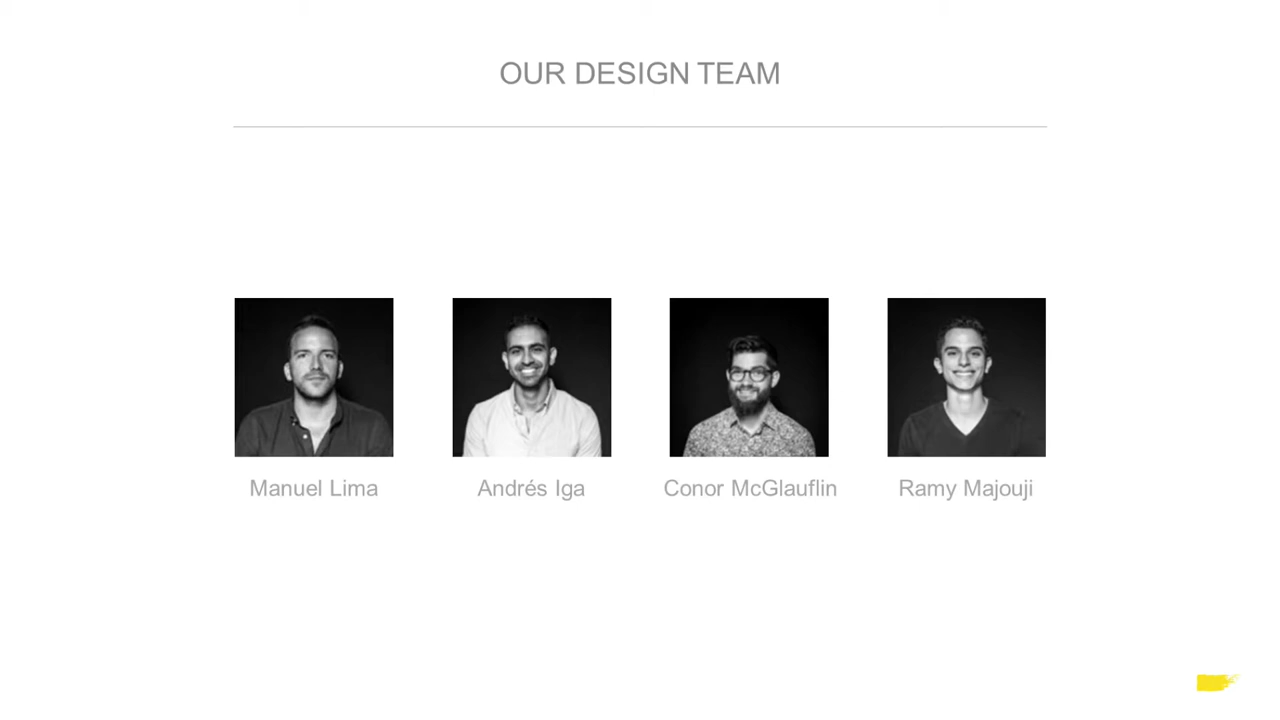 OUR DESIGN TEAM
Manuel Lima
Andrés Iga
Conor McGlauflin
Ramy Majouji